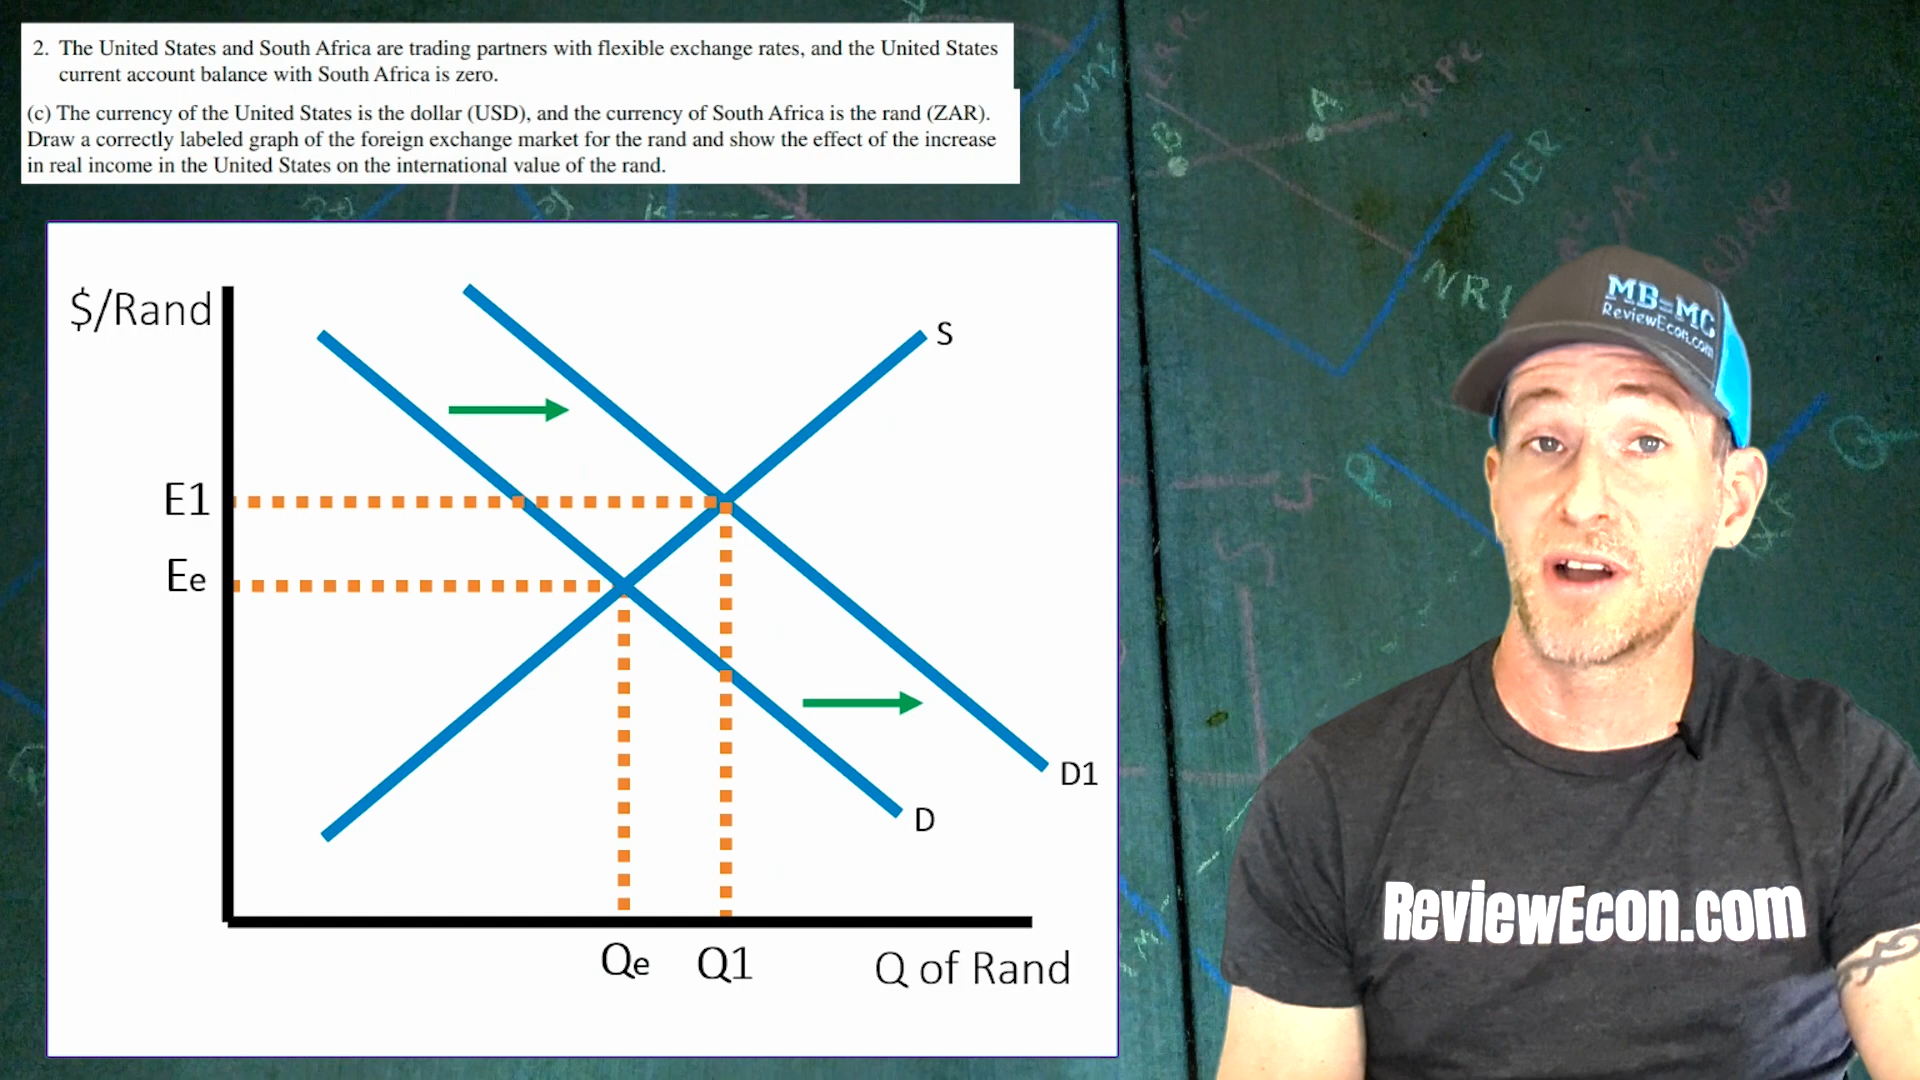 2. The United States and South Africa are trading partners with flexible exchange rates, and the United States
current account balance with South Africa is zero.
(c) The currency of the United States is the dollar (USD), and the currency of South Africa is the rand (ZAR).
Draw a correctly labeled graph of the foreign exchange market for the rand and show the effect of the increase
in real income in the United States on the international value of the rand.
$/Rand
S
E1
Ee
D1
D
Qe
Q1
Q of Rand
MB=MC
ReviewEcon.com
ReviewEcon.com
B
A
SRPC
VER